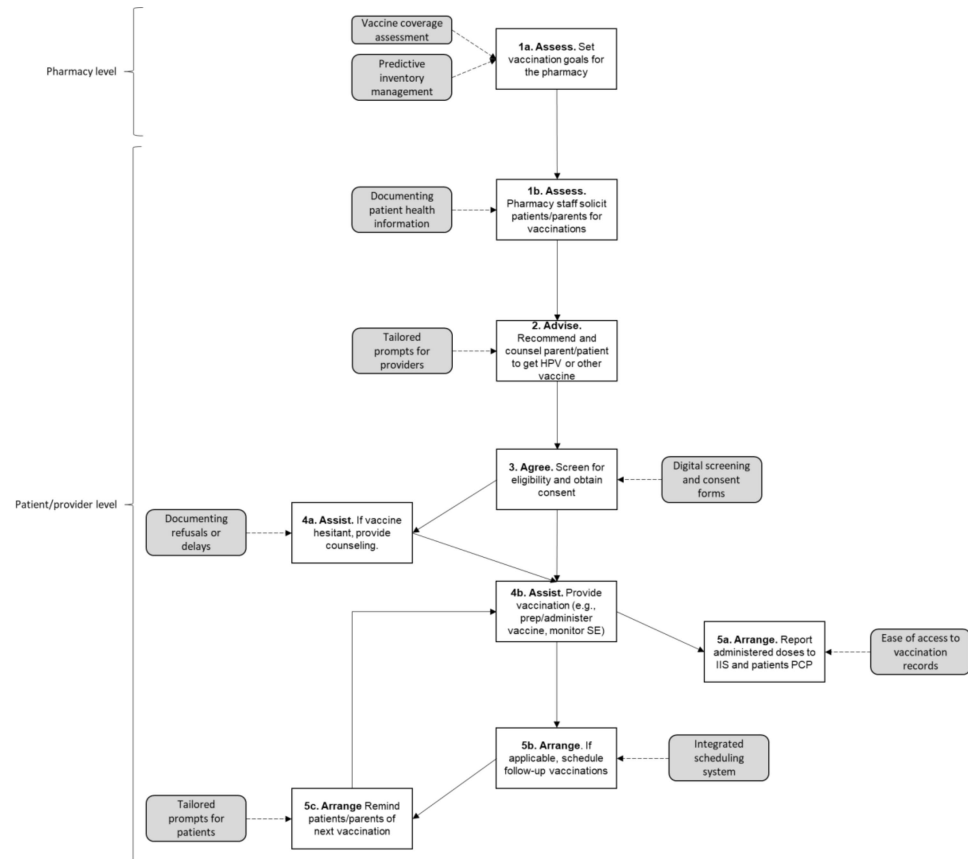 Vaccine coverage
assessment
1a. Assess. Set
vaccination goals for
the pharmacy
Pharmacy level
Predictive
inventory
management
1b. Assess.
Pharmacy staff solicit
patients/parents for
vaccinations
Documenting
patient health
information
2. Advise.
Recommend and
counsel parent/patient
to get HPV or other
vaccine
Tailored
prompts for
providers
3. Agree. Screen for
eligibility and obtain
consent
Digital screening
and consent
forms
Patient/provider level
Documenting
refusals or
delays
4a. Assist. If vaccine
hesitant, provide
counseling.
4b. Assist. Provide
vaccination (e.g.,
prep/administer
vaccine, monitor SE)
5a. Arrange. Report
administered doses to
IIS and patients PCP
Ease of access to
vaccination
records
5b. Arrange. If
applicable, schedule
follow-up vaccinations
Integrated
scheduling
system
Tailored
prompts for
patients
5c. Arrange Remind
patients/parents of
next vaccination